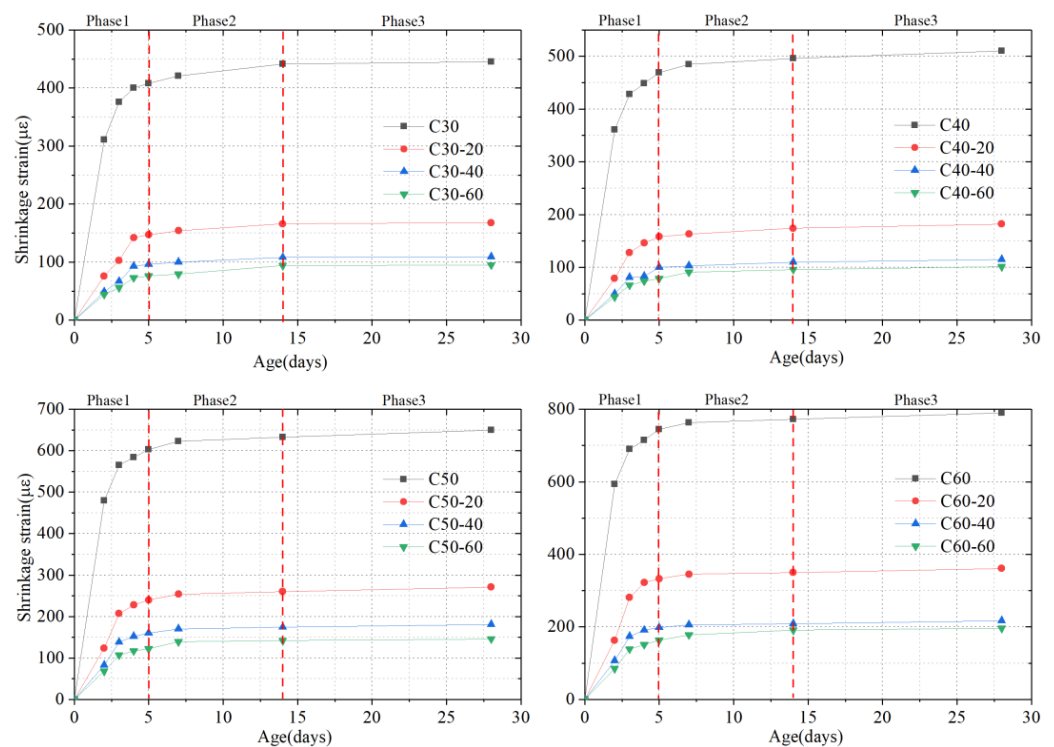 Phase1 Phase2 Phase3
500
400
300
200
100
0
Shrinkage strain(με)
C30
C30-20
C30-40
C30-60
0 5 10 15 20 25 30
Age(days)
Phase1 Phase2 Phase3
500
400
300
200
100
0
C40
C40-20
C40-40
C40-60
0 5 10 15 20 25 30
Age(days)
Phase1 Phase2 Phase3
700
600
500
400
300
200
100
0
Shrinkage strain(με)
C50
C50-20
C50-40
C50-60
0 5 10 15 20 25 30
Age(days)
Phase1 Phase2 Phase3
800
600
400
200
0
C60
C60-20
C60-40
C60-60
0 5 10 15 20 25 30
Age(days)